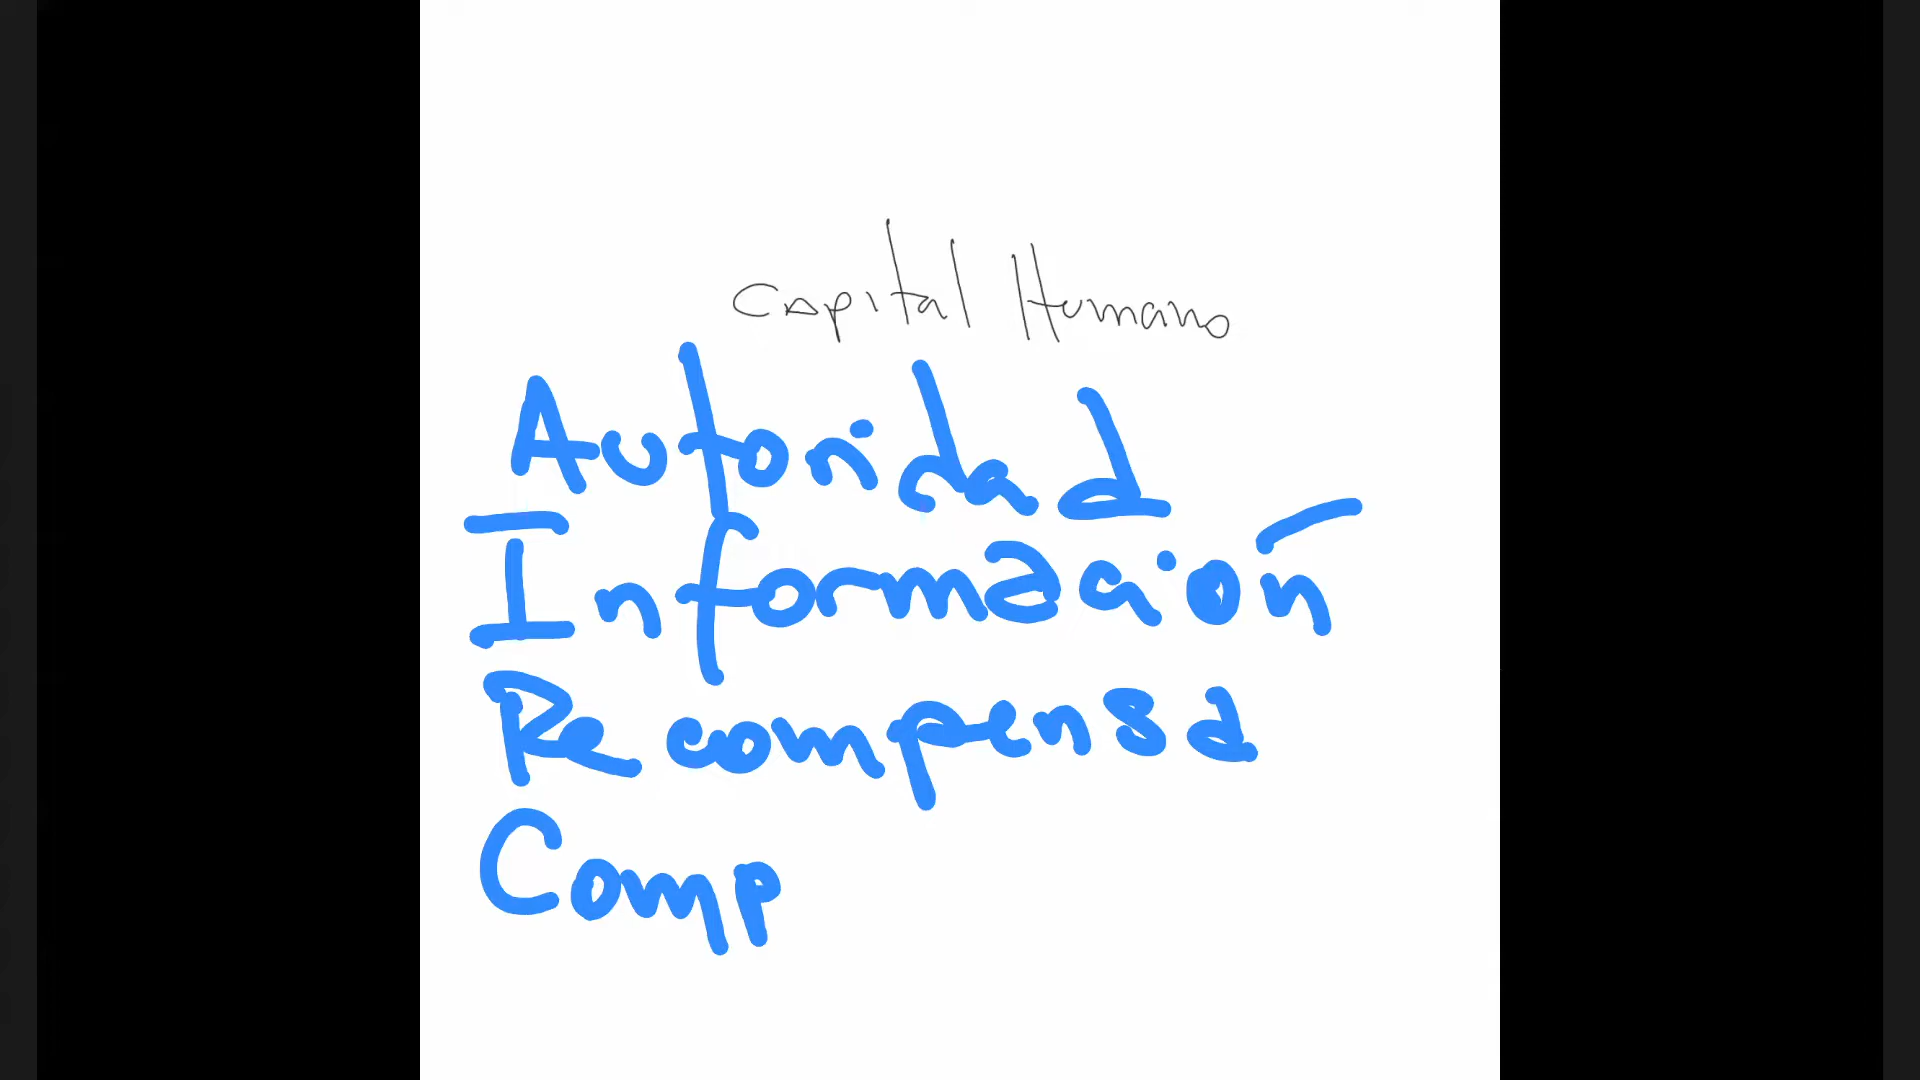 Capital Humano
Autoridad
Información
Recompensa
Comp